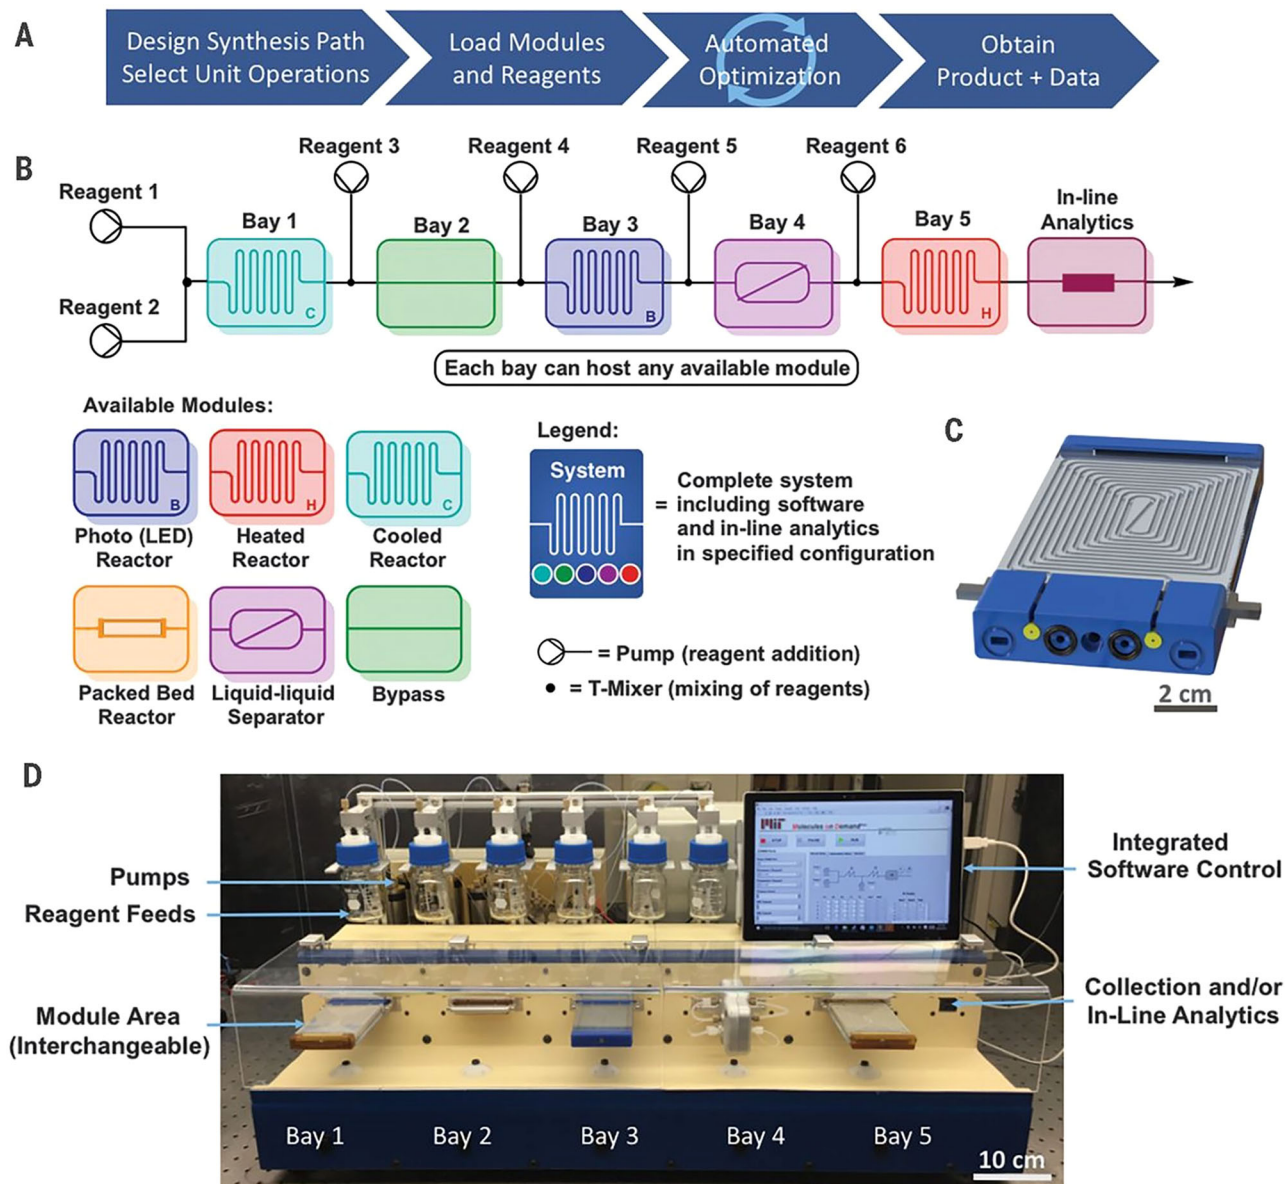 A
Design Synthesis Path
Select Unit Operations
Load Modules
and Reagents
Automated
Optimization
Obtain
Product + Data
B
Reagent 1
Reagent 2
Reagent 3
Reagent 4
Reagent 5
Reagent 6
Bay 1
Bay 2
Bay 3
Bay 4
Bay 5
In-line
Analytics
C
B
H
Each bay can host any available module
Available Modules:
B
H
C
Photo (LED)
Reactor
Heated
Reactor
Cooled
Reactor
Packed Bed
Reactor
Liquid-liquid
Separator
Bypass
Legend:
System
= Complete system
including software
and in-line analytics
in specified configuration
= Pump (reagent addition)
= T-Mixer (mixing of reagents)
C
2 cm
D
Pumps
Reagent Feeds
Module Area
(Interchangeable)
Integrated
Software Control
Collection and/or
In-Line Analytics
Molecules on Demand
Bay 1
Bay 2
Bay 3
Bay 4
Bay 5
10 cm